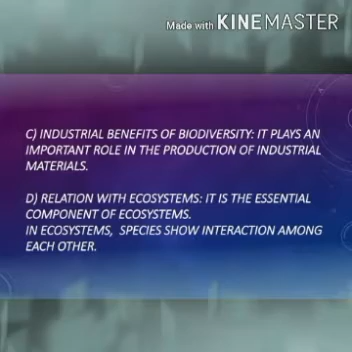 Made with KINEMASTER
C) INDUSTRIAL BENEFITS OF BIODIVERSITY: IT PLAYS AN
IMPORTANT ROLE IN THE PRODUCTION OF INDUSTRIAL
MATERIALS.
D) RELATION WITH ECOSYSTEMS: IT IS THE ESSENTIAL
COMPONENT OF ECOSYSTEMS.
IN ECOSYSTEMS, SPECIES SHOW INTERACTION AMONG
EACH OTHER.